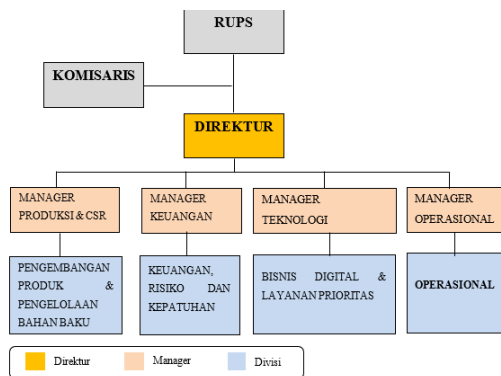 RUPS
KOMISARIS
DIREKTUR
MANAGER
PRODUKSI & CSR
MANAGER
KEUANGAN
MANAGER
TEKNOLOGI
MANAGER
OPERASIONAL
PENGEMBANGAN
PRODUK &
PENGELOLAAN
BAHAN BAKU
KEUANGAN,
RISIKO DAN
KEPATUHAN
BISNIS DIGITAL &
LAYANAN PRIORITAS
OPERASIONAL
Direktur
Manager
Divisi